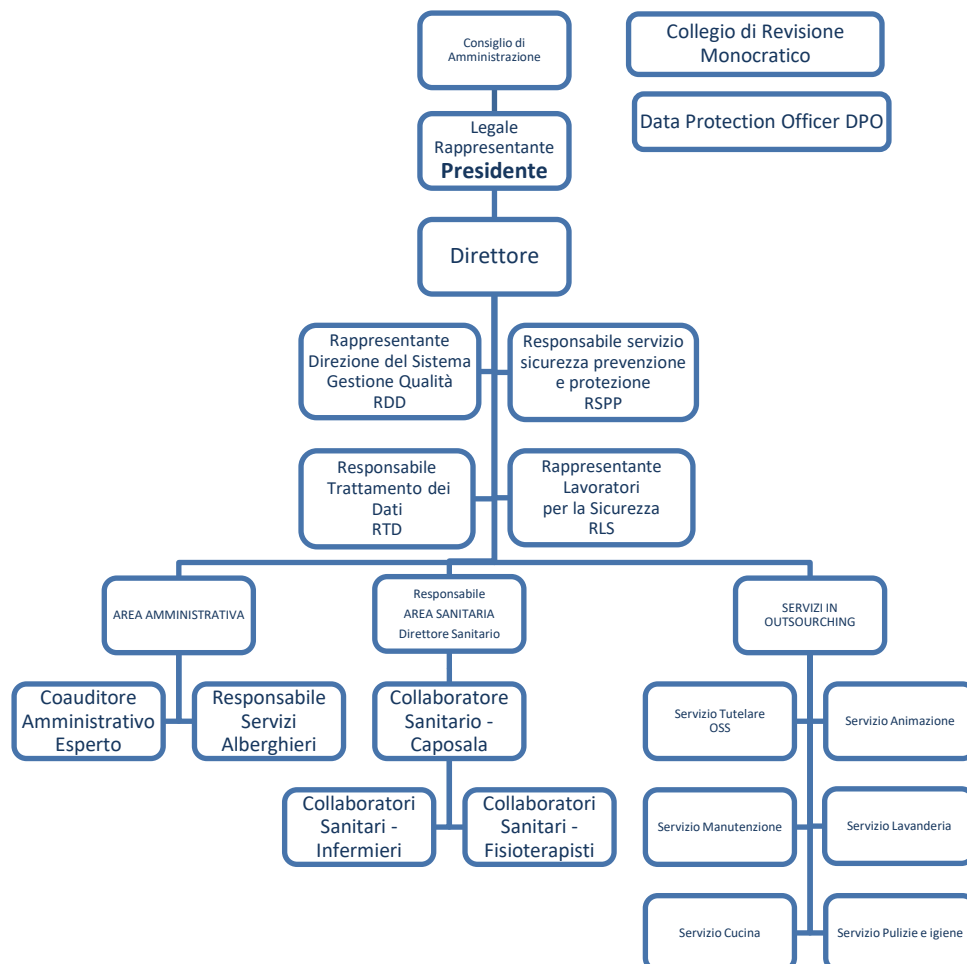 Consiglio di
Amministrazione
Collegio di Revisione
Monocratico
Data Protection Officer DPO
Legale
Rappresentante
Presidente
Direttore
Rappresentante
Direzione del Sistema
Gestione Qualità
RDD
Responsabile servizio
sicurezza prevenzione
e protezione
RSPP
Responsabile
Trattamento dei
Dati
RTD
Rappresentante
Lavoratori
per la Sicurezza
RLS
AREA AMMINISTRATIVA
Responsabile
AREA SANITARIA
Direttore Sanitario
SERVIZI IN
OUTSOURCHING
Coauditore
Amministrativo
Esperto
Responsabile
Servizi
Alberghieri
Collaboratore
Sanitario -
Caposala
Servizio Tutelare
OSS
Servizio Animazione
Collaboratori
Sanitari -
Infermieri
Collaboratori
Sanitari -
Fisioterapisti
Servizio Manutenzione
Servizio Lavanderia
Servizio Cucina
Servizio Pulizie e igiene